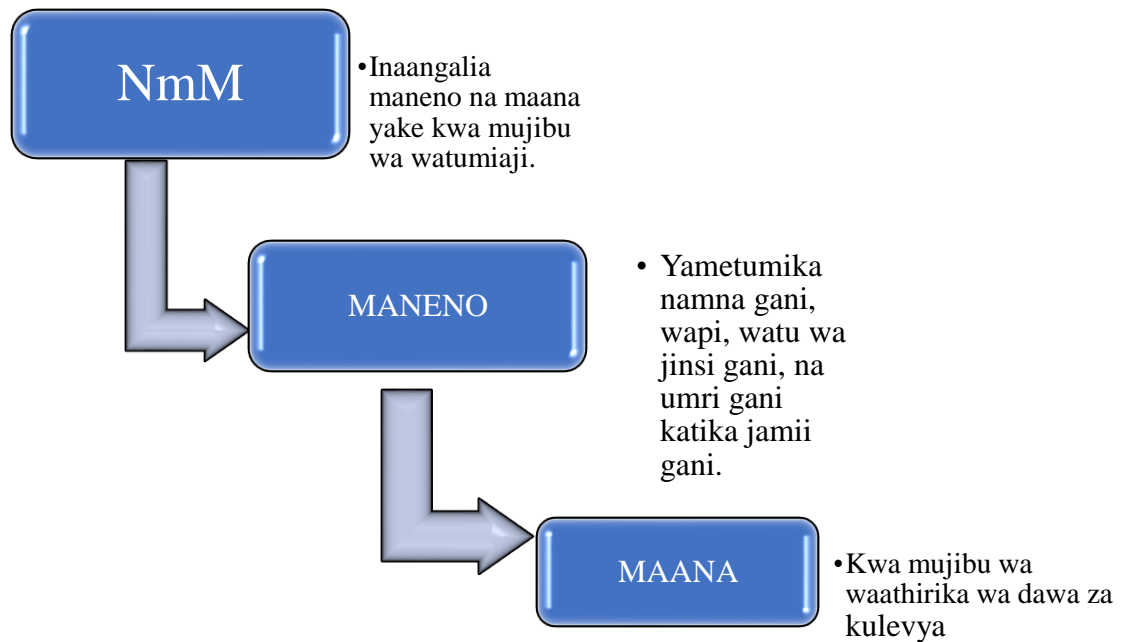 NmM
•Inaangalia
maneno na maana
yake kwa mujibu
wa watumiaji.
MANENO
• Yametumika
namna gani,
wapi, watu wa
jinsi gani, na
umri gani
katika jamii
gani.
MAANA
•Kwa mujibu wa
waathirika wa dawa za
kulevya